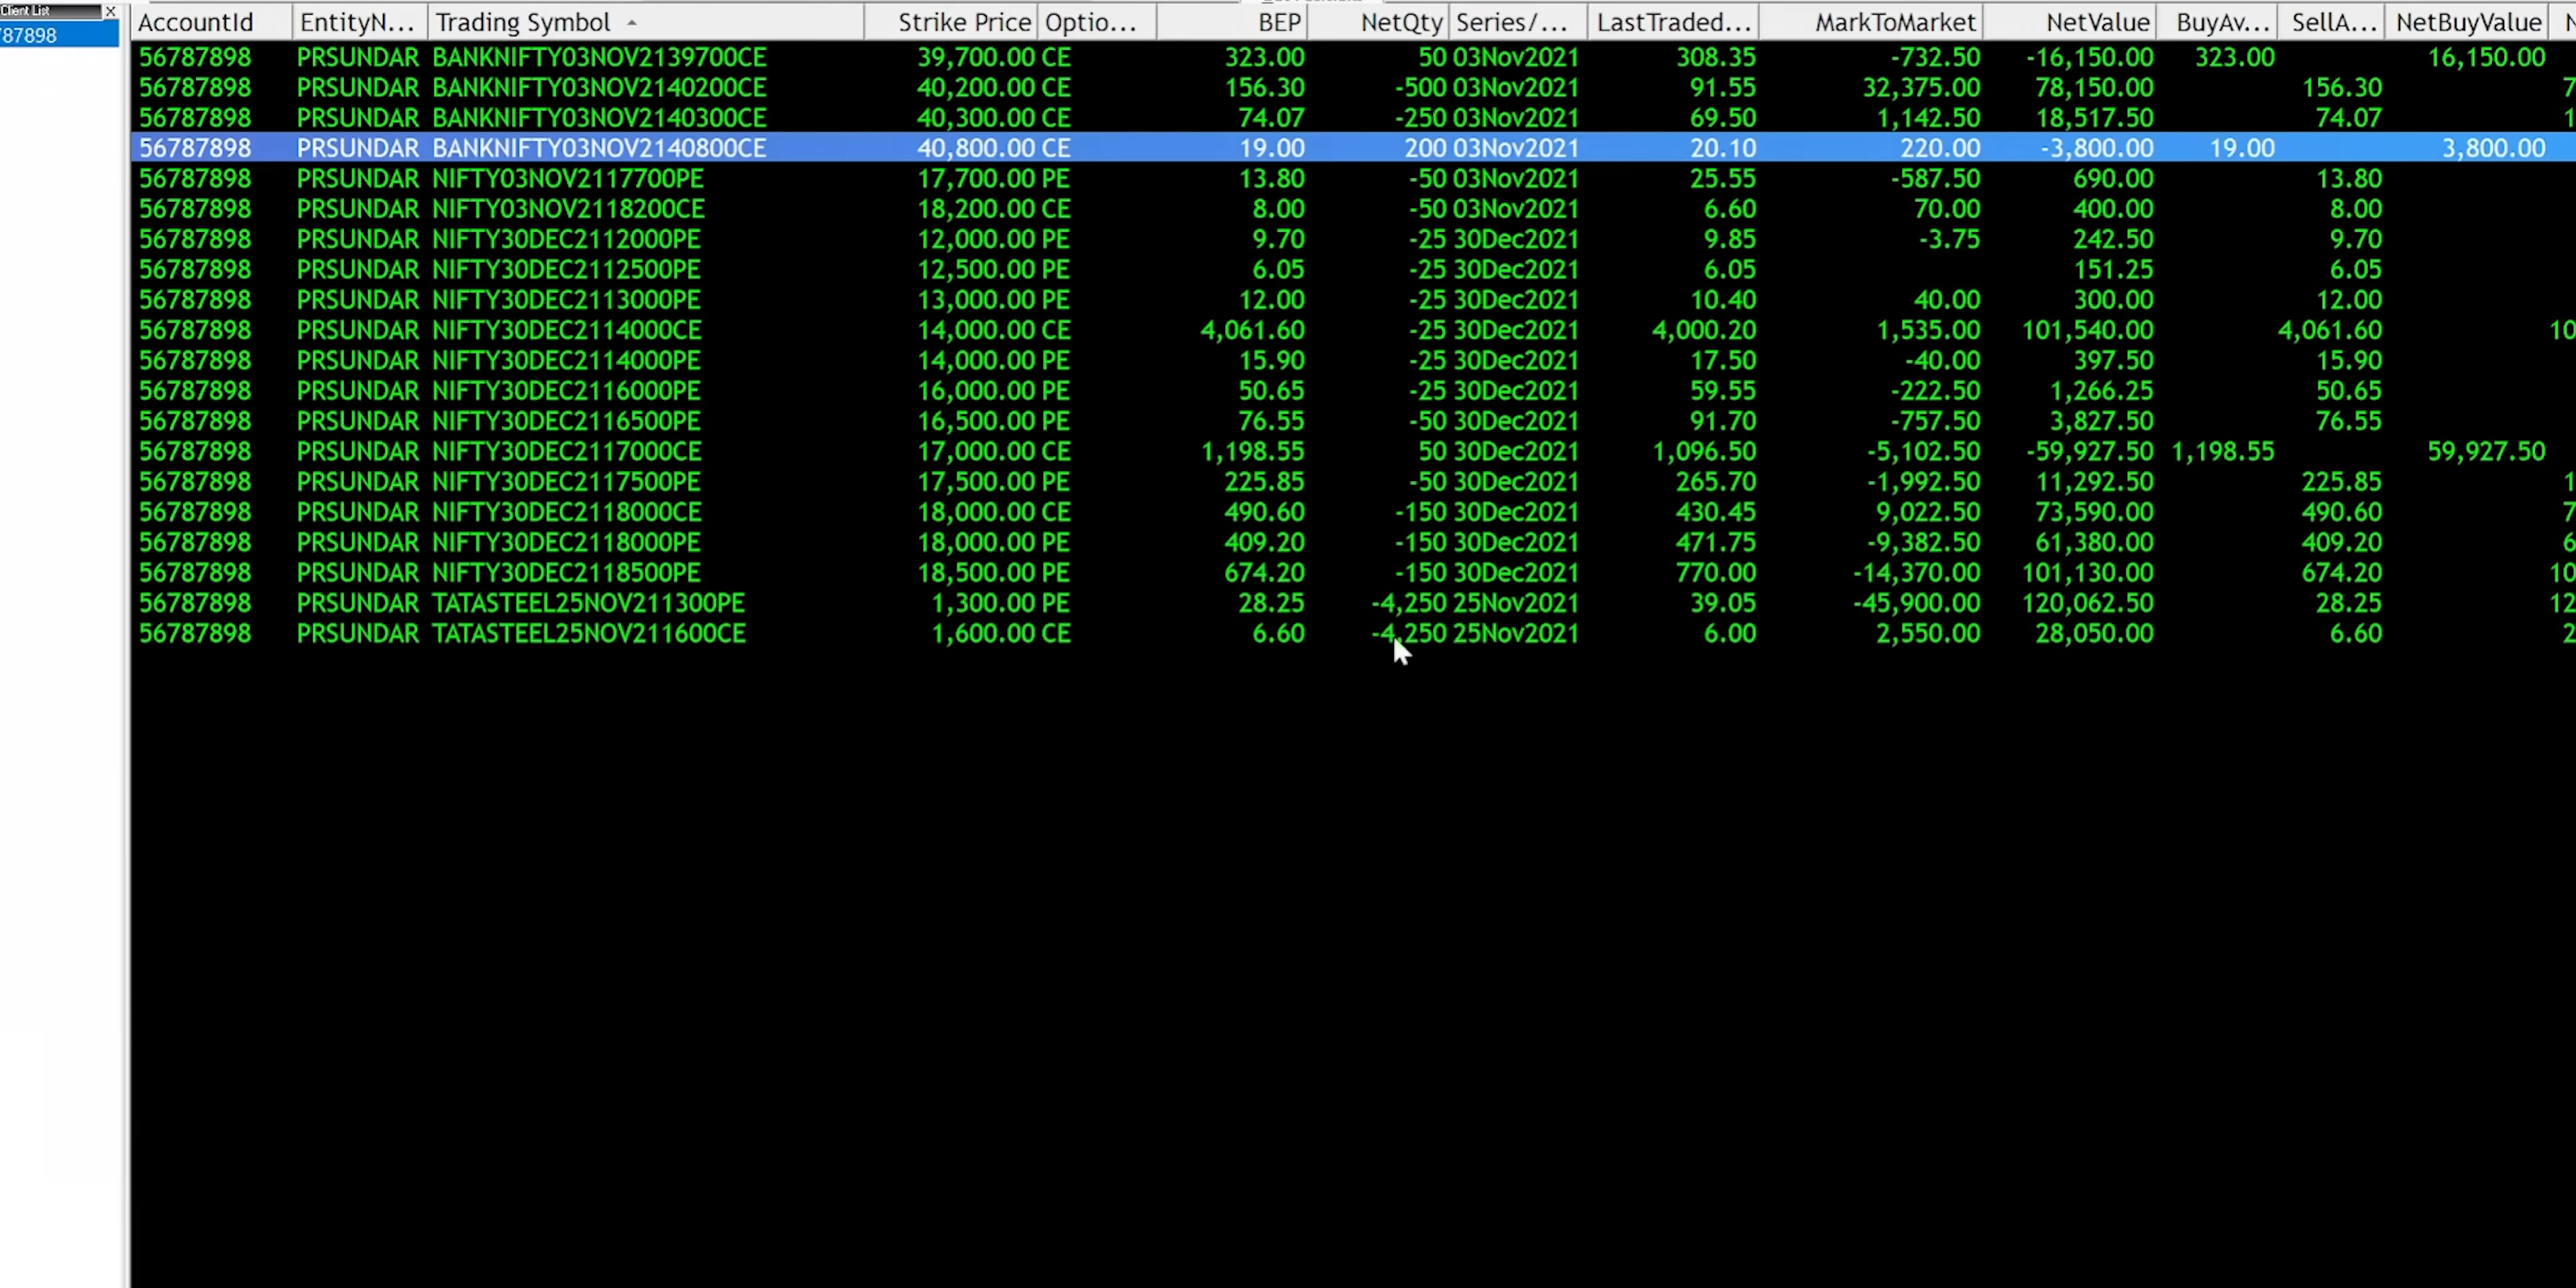 Client List X
87898
AccountId EntityN... Trading Symbol Strike Price Optio... BEP NetQty Series/... LastTraded... MarkToMarket NetValue BuyAv... SellA... NetBuyValue N
56787898 PRSUNDAR BANKNIFTY03NOV2139700CE 39,700.00 CE 323.00 50 03Nov2021 308.35 -732.50 -16,150.00 323.00 16,150.00
56787898 PRSUNDAR BANKNIFTY03NOV2140200CE 40,200.00 CE 156.30 -500 03Nov2021 91.55 32,375.00 78,150.00 156.30 7
56787898 PRSUNDAR BANKNIFTY03NOV2140300CE 40,300.00 CE 74.07 -250 03Nov2021 69.50 1,142.50 18,517.50 74.07 1
56787898 PRSUNDAR BANKNIFTY03NOV2140800CE 40,800.00 CE 19.00 200 03Nov2021 20.10 220.00 -3,800.00 19.00 3,800.00
56787898 PRSUNDAR NIFTY03NOV2117700PE 17,700.00 PE 13.80 -50 03Nov2021 25.55 -587.50 690.00 13.80
56787898 PRSUNDAR NIFTY03NOV2118200CE 18,200.00 CE 8.00 -50 03Nov2021 6.60 70.00 400.00 8.00
56787898 PRSUNDAR NIFTY30DEC2112000PE 12,000.00 PE 9.70 -25 30Dec2021 9.85 -3.75 242.50 9.70
56787898 PRSUNDAR NIFTY30DEC2112500PE 12,500.00 PE 6.05 -25 30Dec2021 6.05 151.25 6.05
56787898 PRSUNDAR NIFTY30DEC2113000PE 13,000.00 PE 12.00 -25 30Dec2021 10.40 40.00 300.00 12.00
56787898 PRSUNDAR NIFTY30DEC2114000CE 14,000.00 CE 4,061.60 -25 30Dec2021 4,000.20 1,535.00 101,540.00 4,061.60 10
56787898 PRSUNDAR NIFTY30DEC2114000PE 14,000.00 PE 15.90 -25 30Dec2021 17.50 -40.00 397.50 15.90
56787898 PRSUNDAR NIFTY30DEC2116000PE 16,000.00 PE 50.65 -25 30Dec2021 59.55 -222.50 1,266.25 50.65
56787898 PRSUNDAR NIFTY30DEC2116500PE 16,500.00 PE 76.55 -50 30Dec2021 91.70 -757.50 3,827.50 76.55
56787898 PRSUNDAR NIFTY30DEC2117000CE 17,000.00 CE 1,198.55 50 30Dec2021 1,096.50 -5,102.50 -59,927.50 1,198.55 59,927.50
56787898 PRSUNDAR NIFTY30DEC2117500PE 17,500.00 PE 225.85 -50 30Dec2021 265.70 -1,992.50 11,292.50 225.85 1
56787898 PRSUNDAR NIFTY30DEC2118000CE 18,000.00 CE 490.60 -150 30Dec2021 430.45 9,022.50 73,590.00 490.60 7
56787898 PRSUNDAR NIFTY30DEC2118000PE 18,000.00 PE 409.20 -150 30Dec2021 471.75 -9,382.50 61,380.00 409.20 6
56787898 PRSUNDAR NIFTY30DEC2118500PE 18,500.00 PE 674.20 -150 30Dec2021 770.00 -14,370.00 101,130.00 674.20 10
56787898 PRSUNDAR TATASTEEL25NOV211300PE 1,300.00 PE 28.25 -4,250 25Nov2021 39.05 -45,900.00 120,062.50 28.25 12
56787898 PRSUNDAR TATASTEEL25NOV211600CE 1,600.00 CE 6.60 -4,250 25Nov2021 6.00 2,550.00 28,050.00 6.60 2